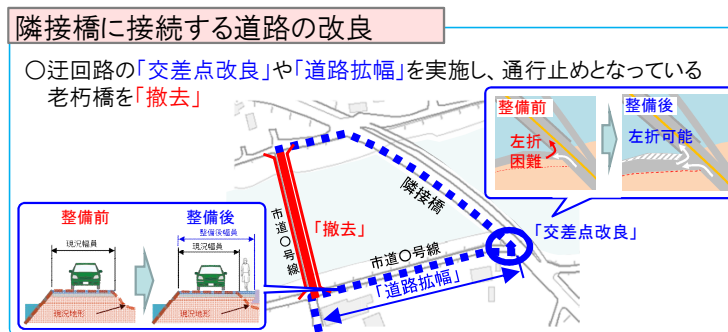 隣接橋に接続する道路の改良
○迂回路の「交差点改良」や「道路拡幅」を実施し、通行止めとなっている
老朽橋を「撤去」
整備前
整備後
左折
困難
左折可能
隣接橋
「撤去」
市道○号線
「交差点改良」
市道○号線
「道路拡幅」
整備前
整備後
現況幅員
整備後幅員
現況幅員
現況地形
現況地形